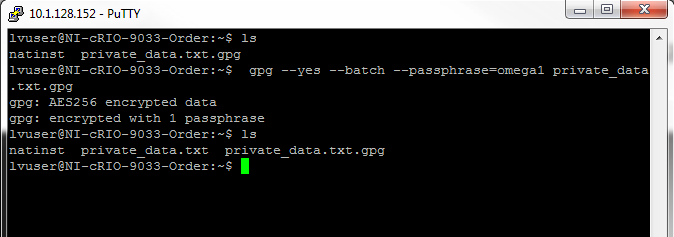 10.1.128.152 - PuTTY
lvuser@NI-cRIO-9033-Order:~$ ls
natinst  private_data.txt.gpg
lvuser@NI-cRIO-9033-Order:~$  gpg --yes --batch --passphrase=omega1 private_data
.txt.gpg
gpg: AES256 encrypted data
gpg: encrypted with 1 passphrase
lvuser@NI-cRIO-9033-Order:~$ ls
natinst  private_data.txt  private_data.txt.gpg
lvuser@NI-cRIO-9033-Order:~$